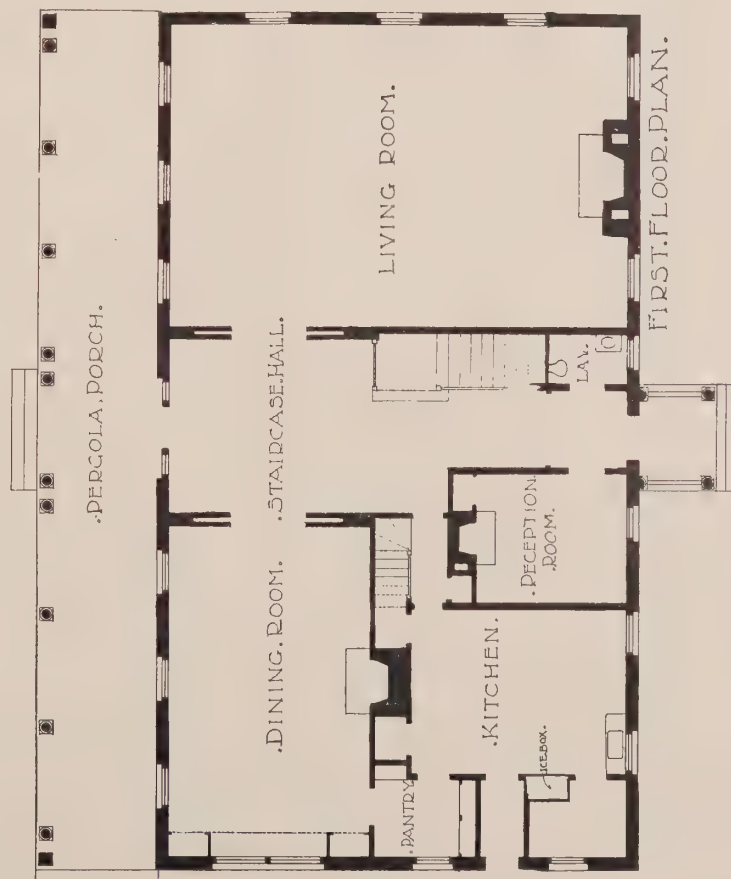 .PERGOLA.PORCH.
LIVING ROOM.
.STAIRCASE.HALL.
LAV.
.DINING.ROOM.
.RECEPTION.
.ROOM.
.KITCHEN.
ICE.BOX.
.PANTRY
FIRST.FLOOR.PLAN.